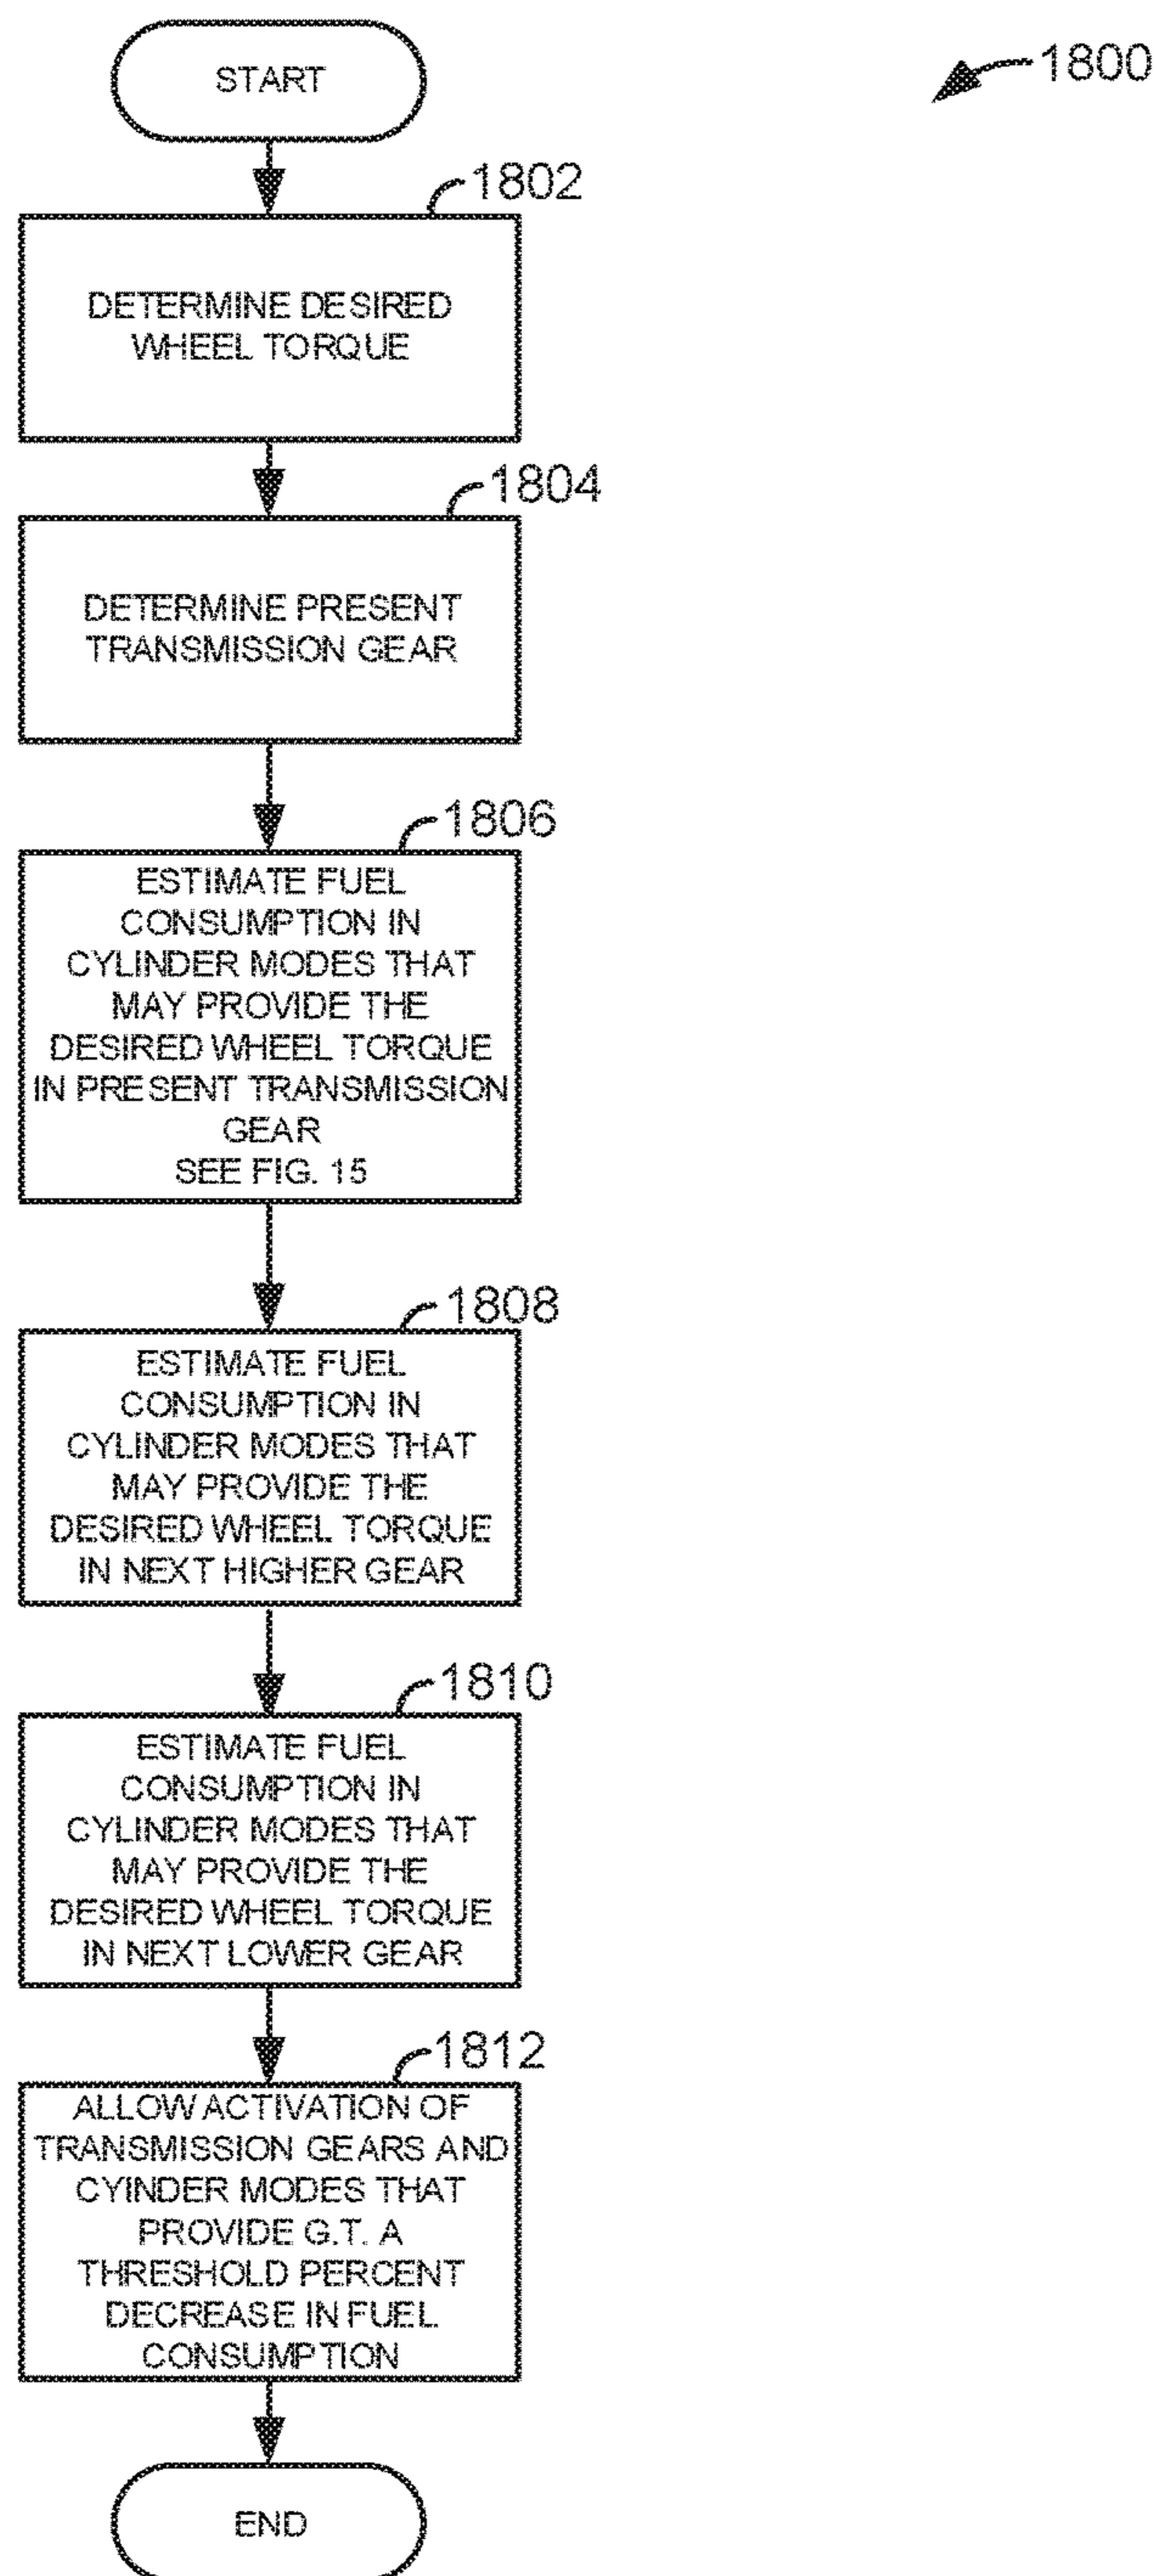 START
1800
1802
DETERMINE DESIRED
WHEEL TORQUE
1804
DETERMINE PRESENT
TRANSMISSION GEAR
1806
ESTIMATE FUEL
CONSUMPTION IN
CYLINDER MODES THAT
MAY PROVIDE THE
DESIRED WHEEL TORQUE
IN PRESENT TRANSMISSION
GEAR
SEE FIG. 15
1808
ESTIMATE FUEL
CONSUMPTION IN
CYLINDER MODES THAT
MAY PROVIDE THE
DESIRED WHEEL TORQUE
IN NEXT HIGHER GEAR
1810
ESTIMATE FUEL
CONSUMPTION IN
CYLINDER MODES THAT
MAY PROVIDE THE
DESIRED WHEEL TORQUE
IN NEXT LOWER GEAR
1812
ALLOW ACTIVATION OF
TRANSMISSION GEARS AND
CYINDER MODES THAT
PROVIDE G.T. A
THRESHOLD PERCENT
DECREASE IN FUEL
CONSUMPTION
END